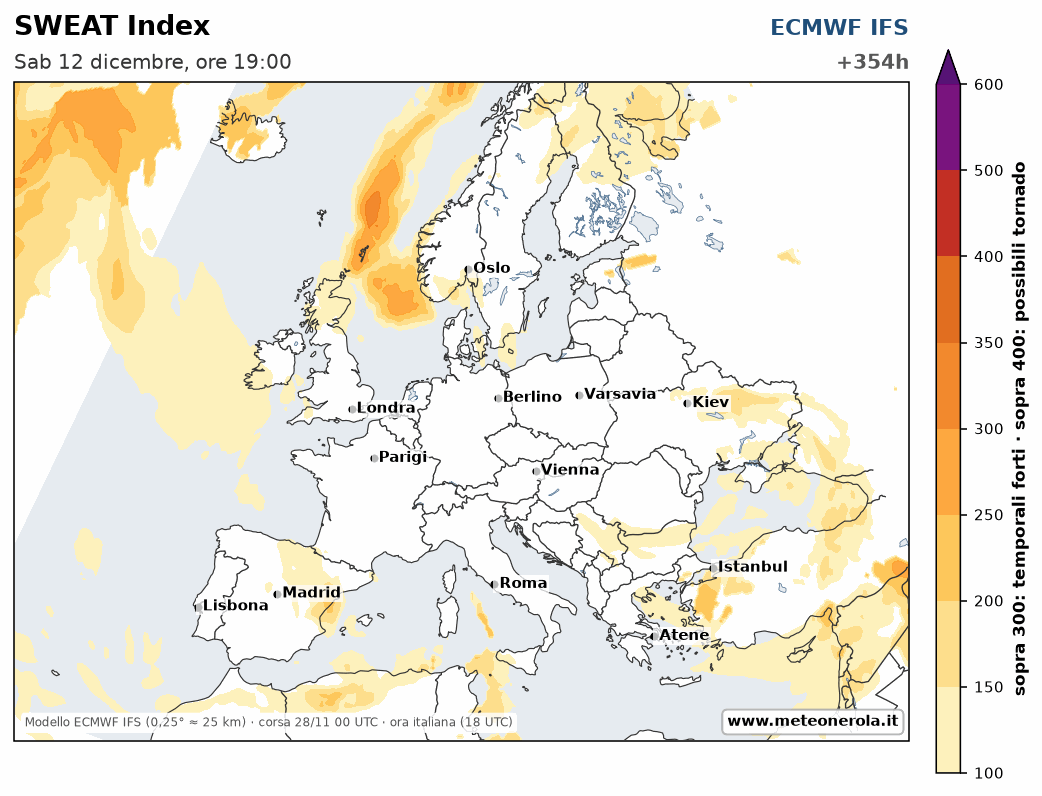 SWEAT Index
ECMWF IFS
Sab 12 dicembre, ore 19:00
+354h
600
500
400
350
300
250
200
150
100
sopra 300: temporali forti · sopra 400: possibili tornado
Oslo
Berlino
Varsavia
Kiev
Londra
Parigi
Vienna
Istanbul
Roma
Madrid
Lisbona
Atene
Modello ECMWF IFS (0,25° ≈ 25 km) · corsa 28/11 00 UTC · ora italiana (18 UTC)
www.meteonerola.it